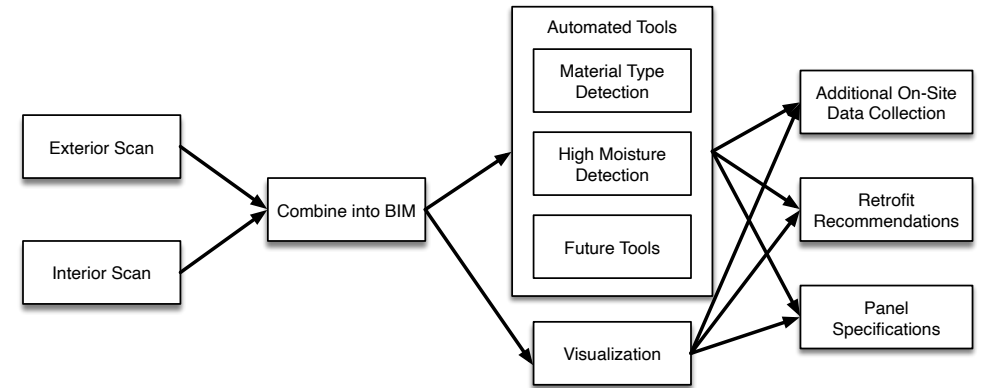 Exterior Scan
Interior Scan
Combine into BIM
Automated Tools
Material Type
Detection
High Moisture
Detection
Future Tools
Visualization
Additional On-Site
Data Collection
Retrofit
Recommendations
Panel
Specifications